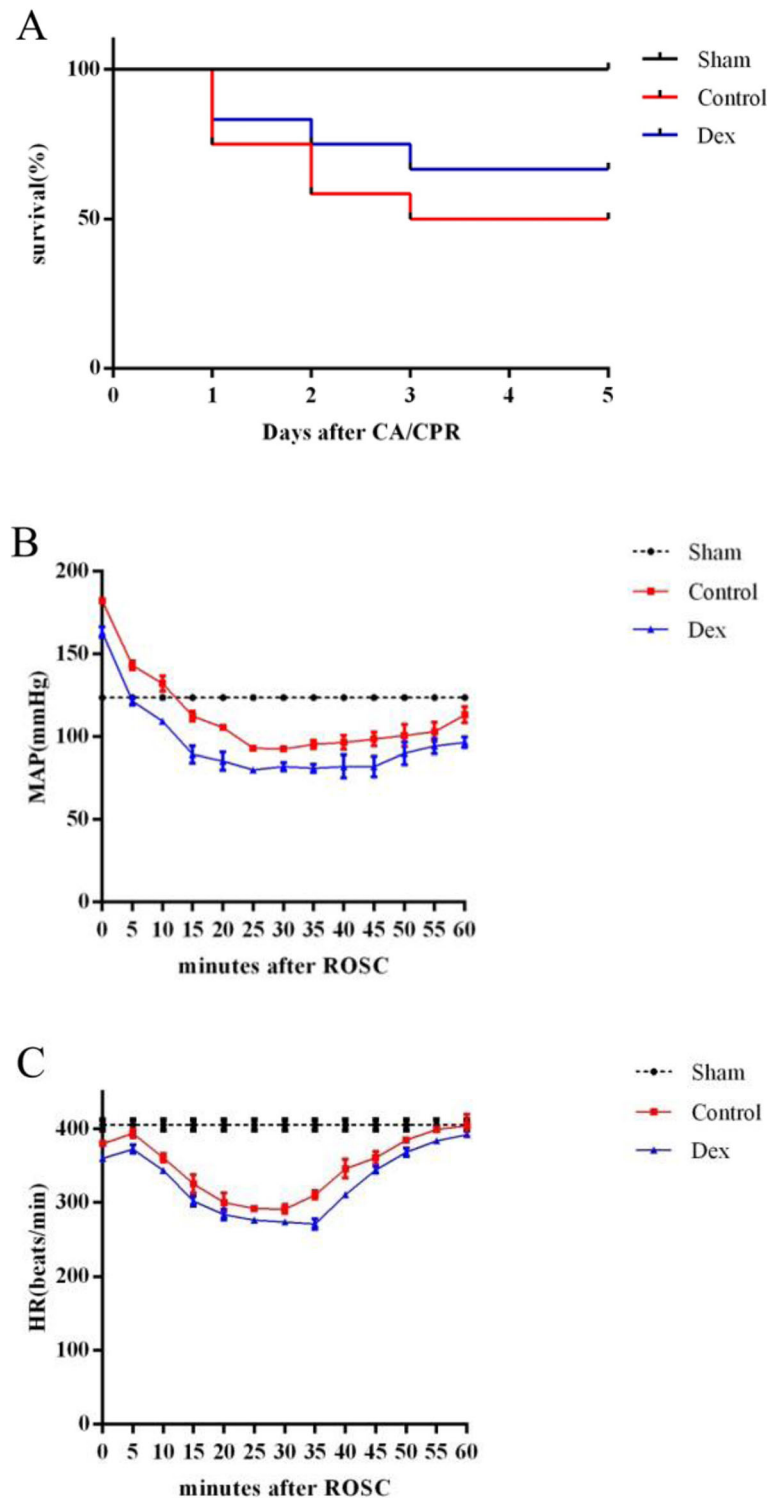 A
100
50
0
survival(%)
0 1 2 3 4 5
Days after CA/CPR
Sham
Control
Dex
B
200
150
100
50
0
MAP(mmHg)
0 5 10 15 20 25 30 35 40 45 50 55 60
minutes after ROSC
Sham
Control
Dex
C
400
300
200
100
0
HR(beats/min)
0 5 10 15 20 25 30 35 40 45 50 55 60
minutes after ROSC
Sham
Control
Dex